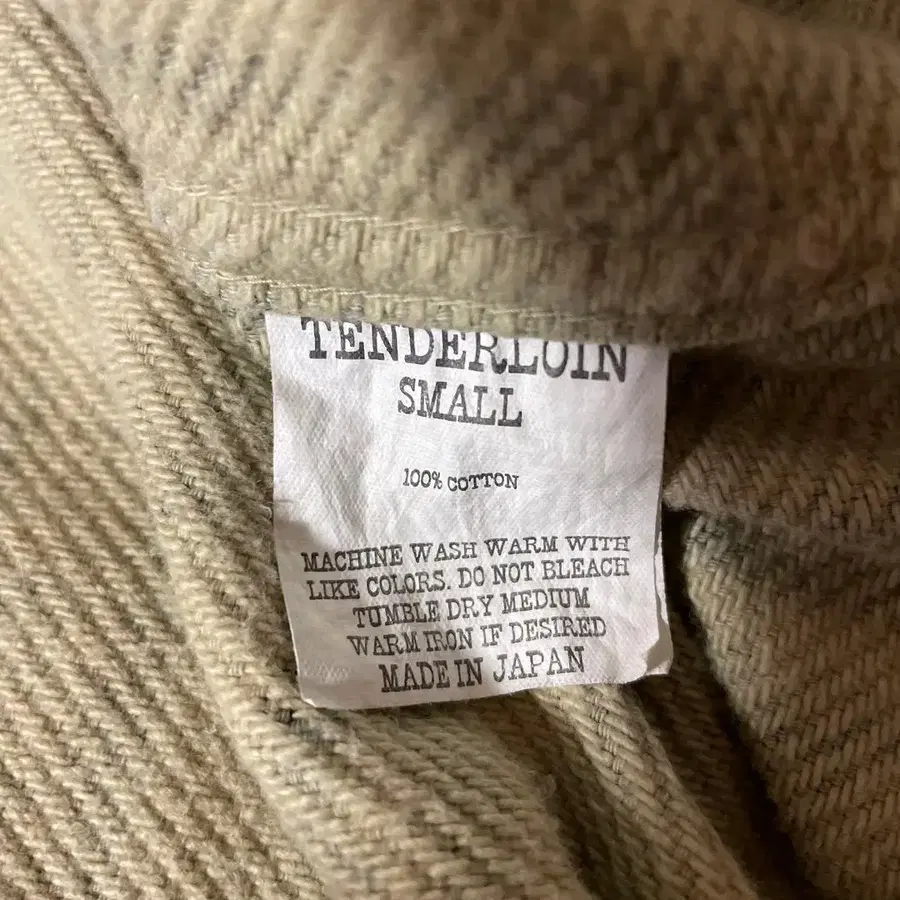 TENDERLOIN
SMALL
100% COTTON
MACHINE WASH WARM WITH
LIKE COLORS. DO NOT BLEACH
TUMBLE DRY MEDIUM
WARM IRON IF DESIRED
MADE IN JAPAN